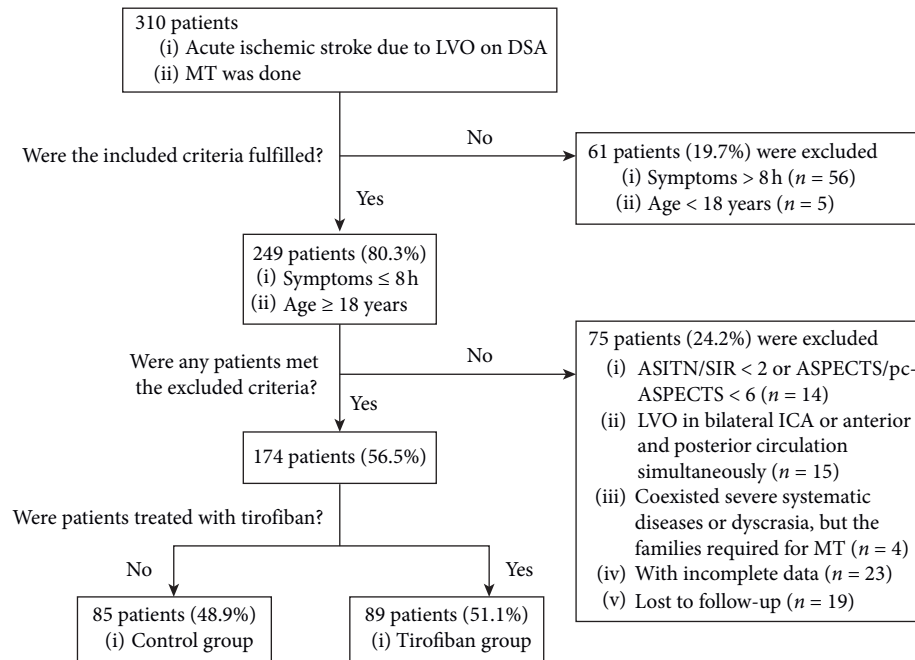 310 patients
(i) Acute ischemic stroke due to LVO on DSA
(ii) MT was done
Were the included criteria fulfilled?
No
61 patients (19.7%) were excluded
(i) Symptoms > 8 h (n = 56)
(ii) Age < 18 years (n = 5)
Yes
249 patients (80.3%)
(i) Symptoms ≤ 8 h
(ii) Age ≥ 18 years
Were any patients met
the excluded criteria?
No
75 patients (24.2%) were excluded
(i) ASITN/SIR < 2 or ASPECTS/pc-
ASPECTS < 6 (n = 14)
(ii) LVO in bilateral ICA or anterior
and posterior circulation
simultaneously (n = 15)
(iii) Coexisted severe systematic
diseases or dyscrasia, but the
families required for MT (n = 4)
(iv) With incomplete data (n = 23)
(v) Lost to follow-up (n = 19)
Yes
174 patients (56.5%)
Were patients treated with tirofiban?
No
Yes
85 patients (48.9%)
(i) Control group
89 patients (51.1%)
(i) Tirofiban group